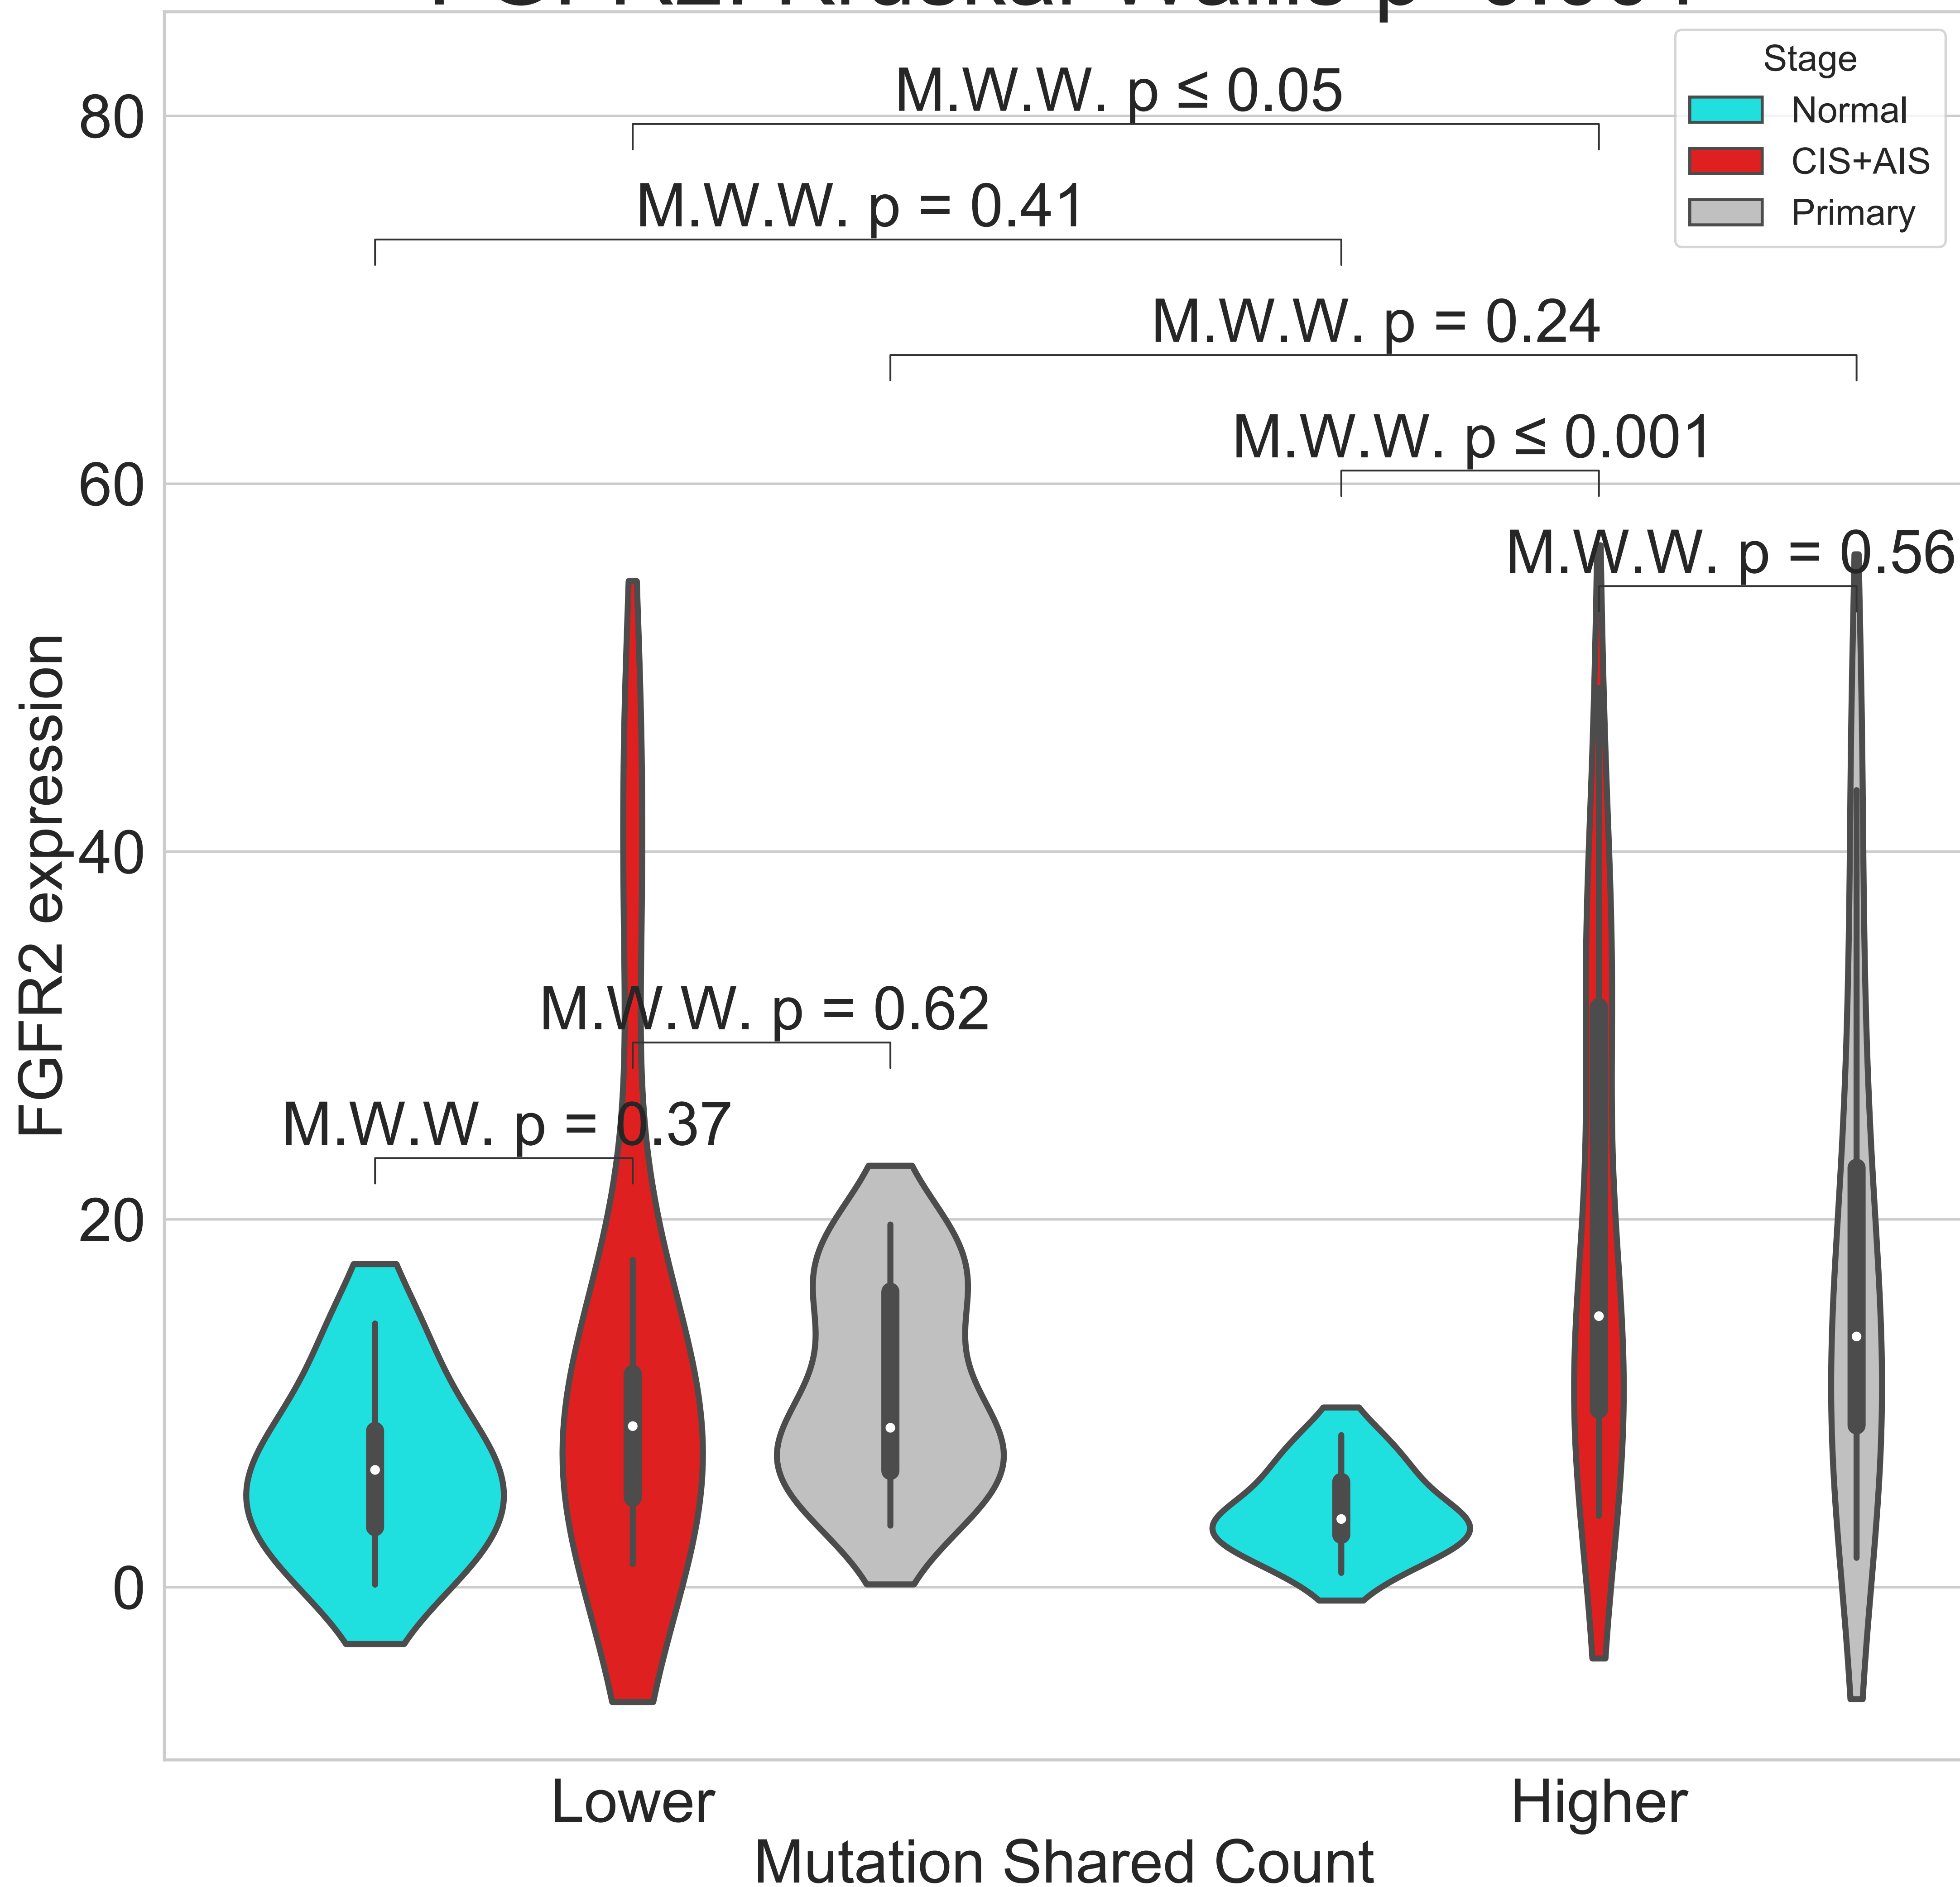 M.W.W. p ≤ 0.05
M.W.W. p = 0.41
M.W.W. p = 0.24
M.W.W. p ≤ 0.001
M.W.W. p = 0.56
M.W.W. p = 0.62
M.W.W. p = 0.37
Stage
Normal
CIS+AIS
Primary
80
60
40
20
0
FGFR2 expression
Lower
Higher
Mutation Shared Count